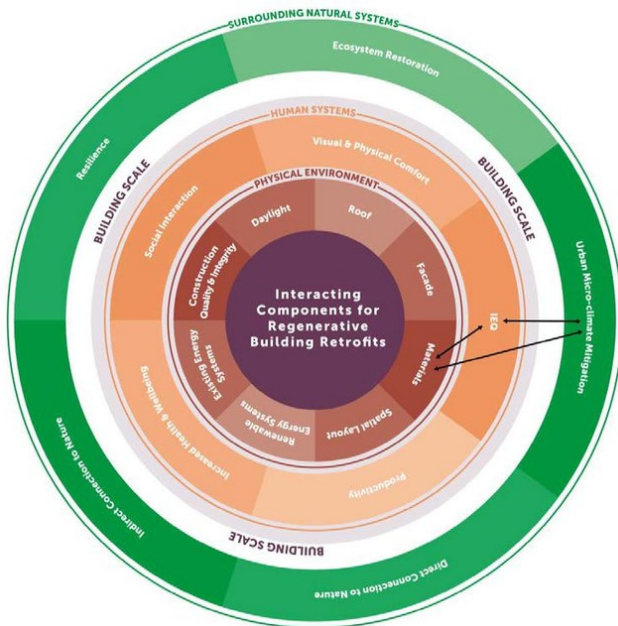 SURROUNDING NATURAL SYSTEMS
Ecosystem Restoration
Urban Micro-climate Mitigation
Direct Connection to Nature
Indirect Connection to Nature
Resilience
BUILDING SCALE
BUILDING SCALE
BUILDING SCALE
HUMAN SYSTEMS
Visual & Physical Comfort
IEQ
Productivity
Increased Health & Wellbeing
Social Interaction
PHYSICAL ENVIRONMENT
Roof
Facade
Materials
Spatial Layout
Renewable
Energy Systems
Existing Energy
Systems
Construction
Quality & Integrity
Daylight
Interacting
Components for
Regenerative
Building Retrofits